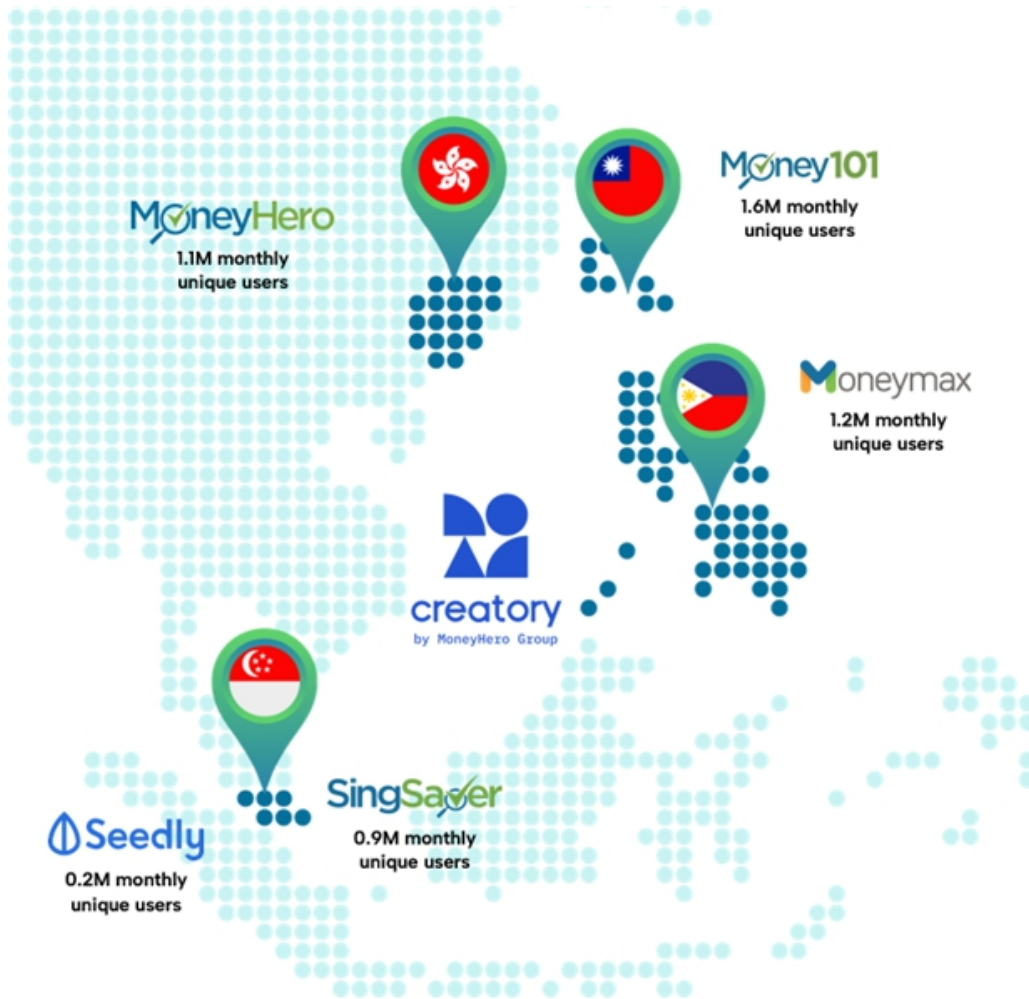 Money101
1.6M monthly
unique users
MoneyHero
1.1M monthly
unique users
Moneymax
1.2M monthly
unique users
creatory
by MoneyHero Group
SingSaver
0.9M monthly
unique users
Seedly
0.2M monthly
unique users